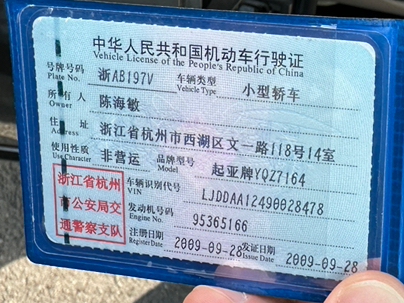 中华人民共和国机动车行驶证
Vehicle License of the People's Republic of China
号牌号码 Plate No. 浙AB197V 车辆类型 Vehicle Type 小型轿车
所有人 Owner 陈海敏
住址 Address 浙江省杭州市西湖区文一路118号14室
使用性质 Use Character 非营运 品牌型号 Model 起亚牌YQZ7164
车辆识别代号 VIN LJDDAA12490028478
发动机号码 Engine No. 95365166
注册日期 Register Date 2009-09-28 发证日期 Issue Date 2009-09-28
浙江省杭州
市公安局交
通警察支队